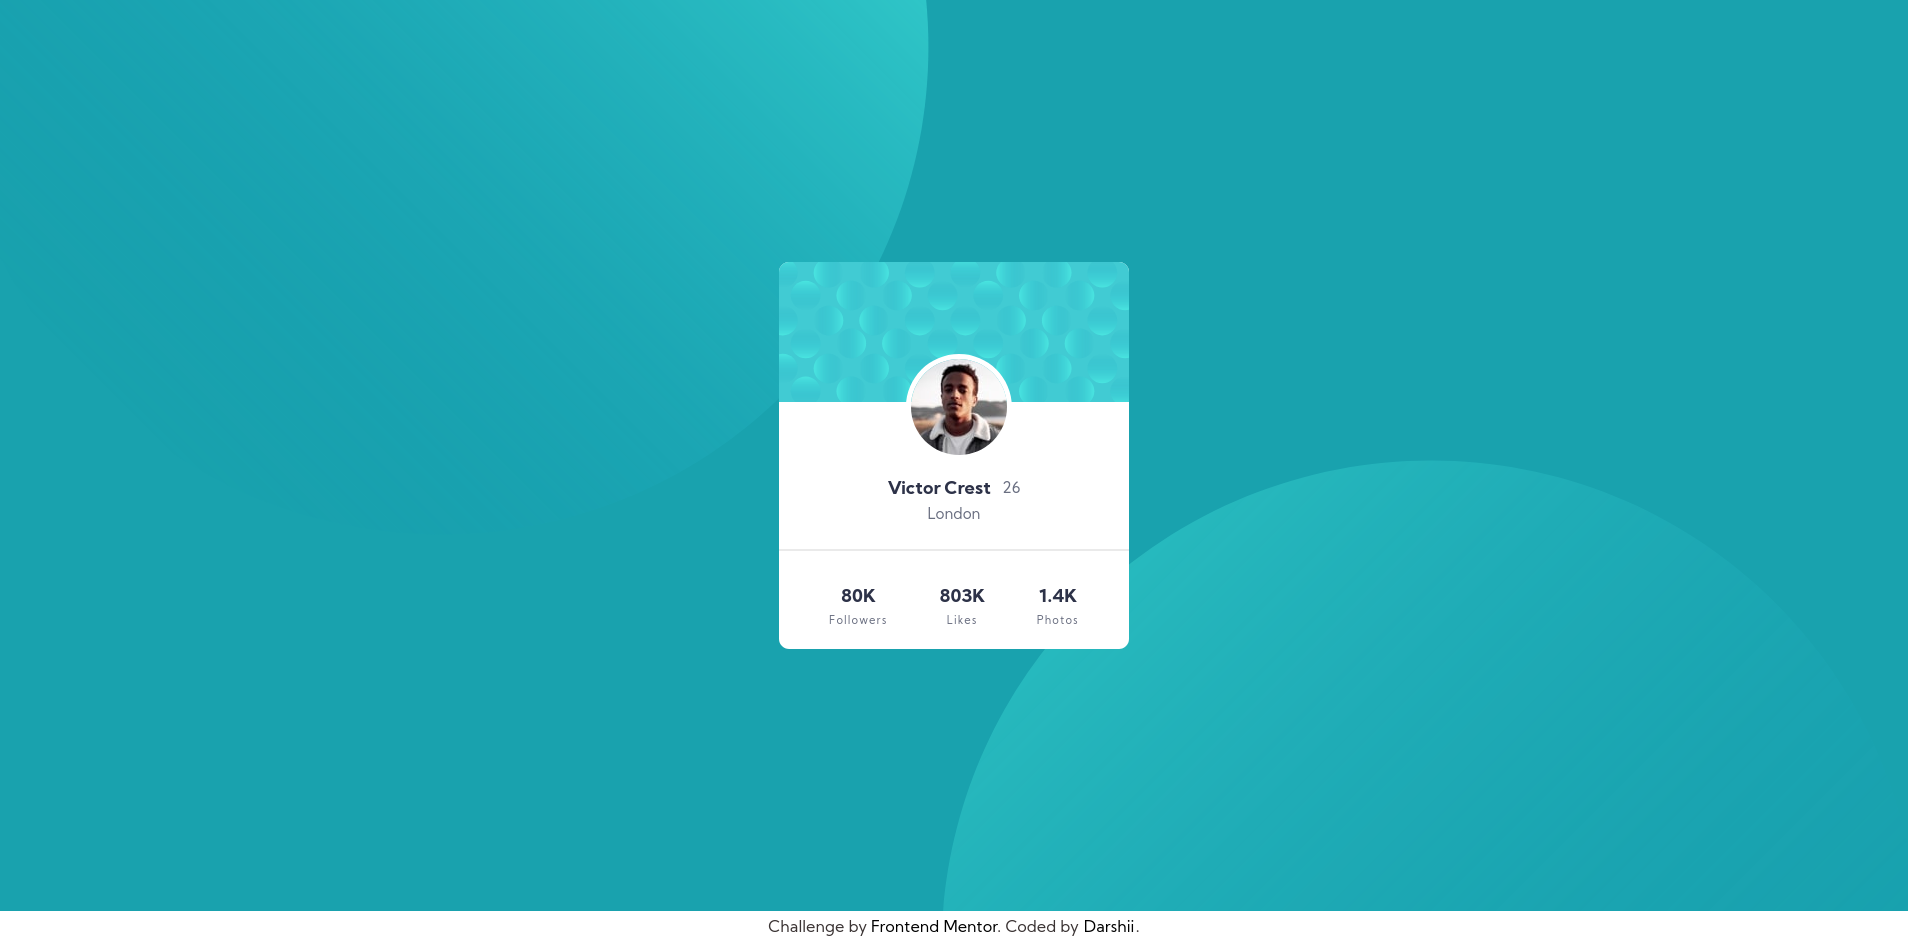 Victor Crest 26
London
80K 803K 1.4K
Followers Likes Photos
Challenge by Frontend Mentor. Coded by Darshii.